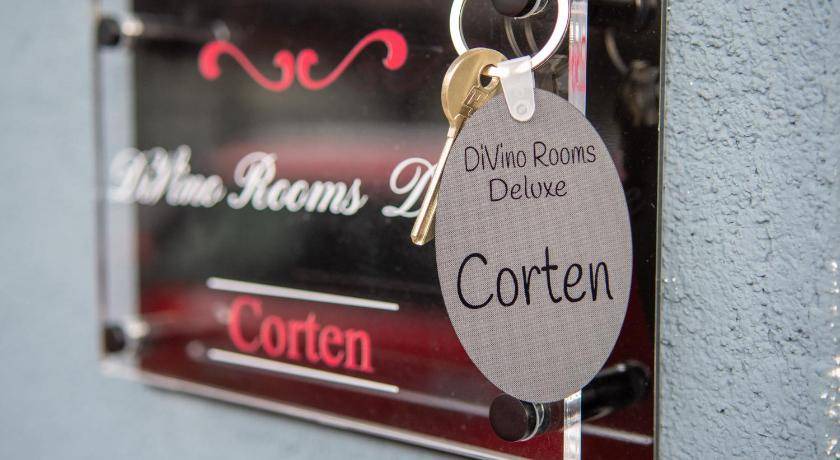 DiVino Rooms
Corten
DiVino Rooms
Deluxe
Corten